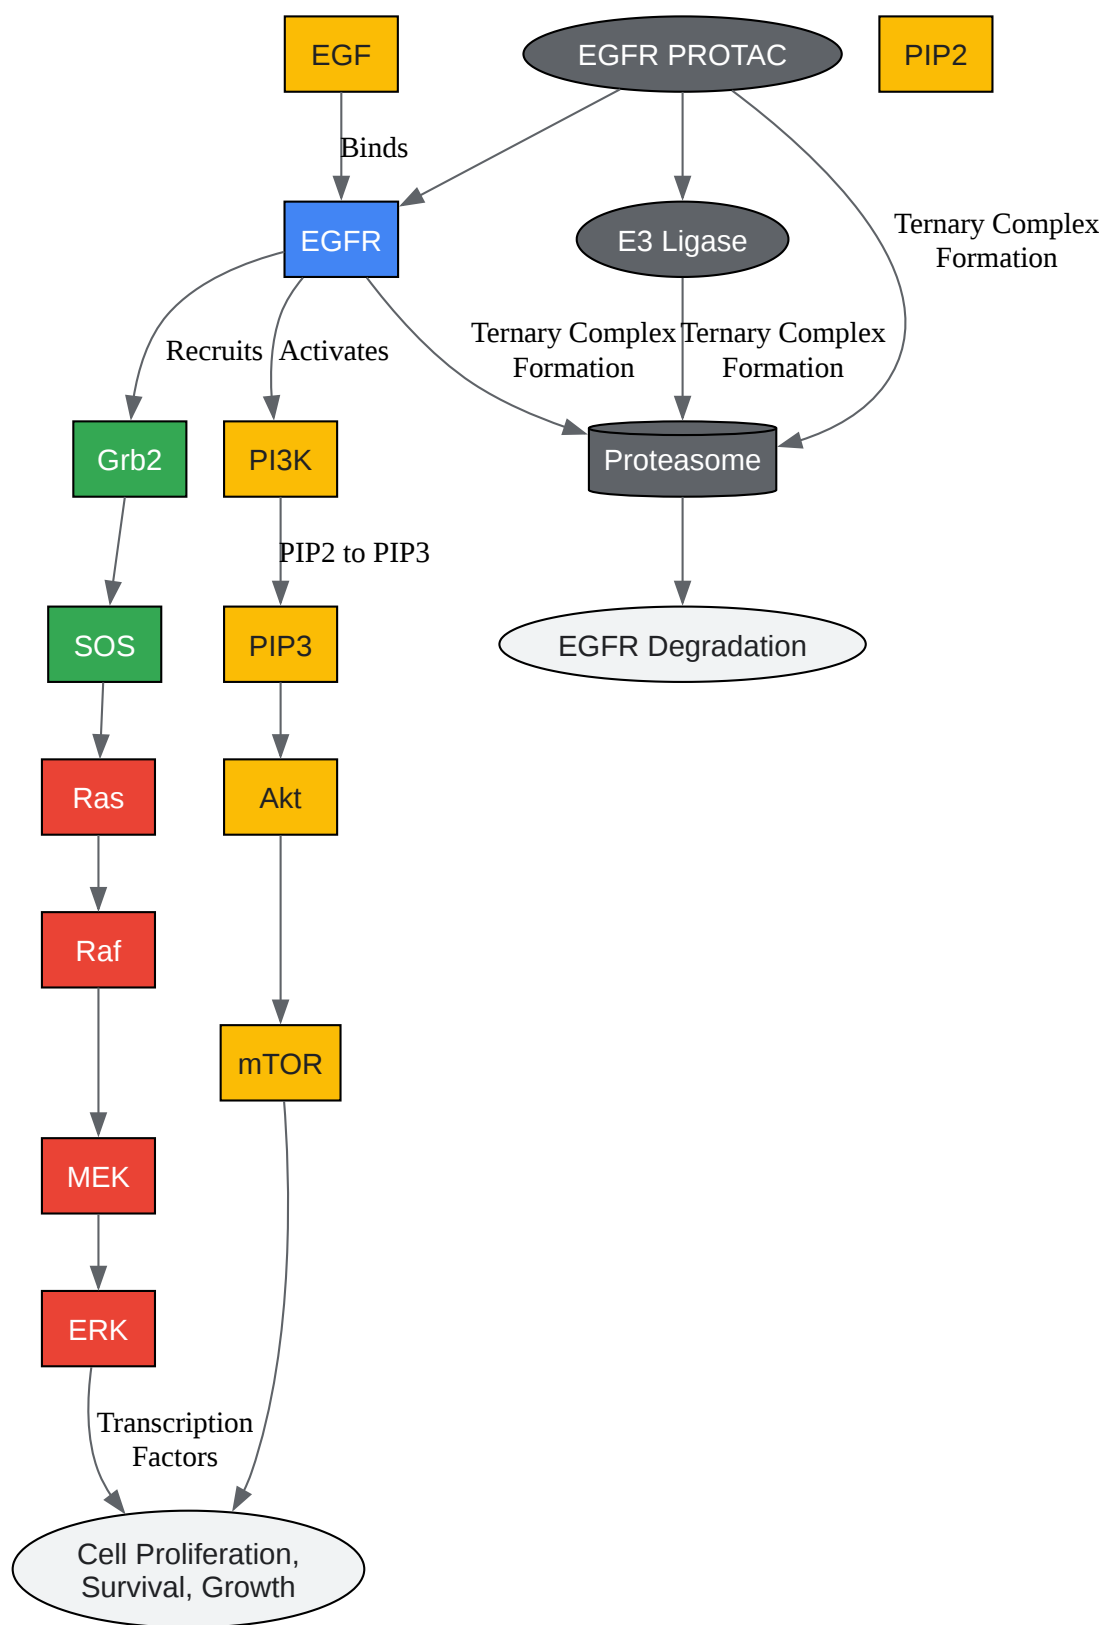 EGF
EGFR PROTAC
PIP2
Binds
Ternary Complex
Formation
EGFR
E3 Ligase
Recruits
Activates
Ternary Complex
Formation
Ternary Complex
Formation
Grb2
PI3K
Proteasome
PIP2 to PIP3
SOS
PIP3
EGFR Degradation
Ras
Akt
Raf
mTOR
MEK
ERK
Transcription
Factors
Cell Proliferation,
Survival, Growth